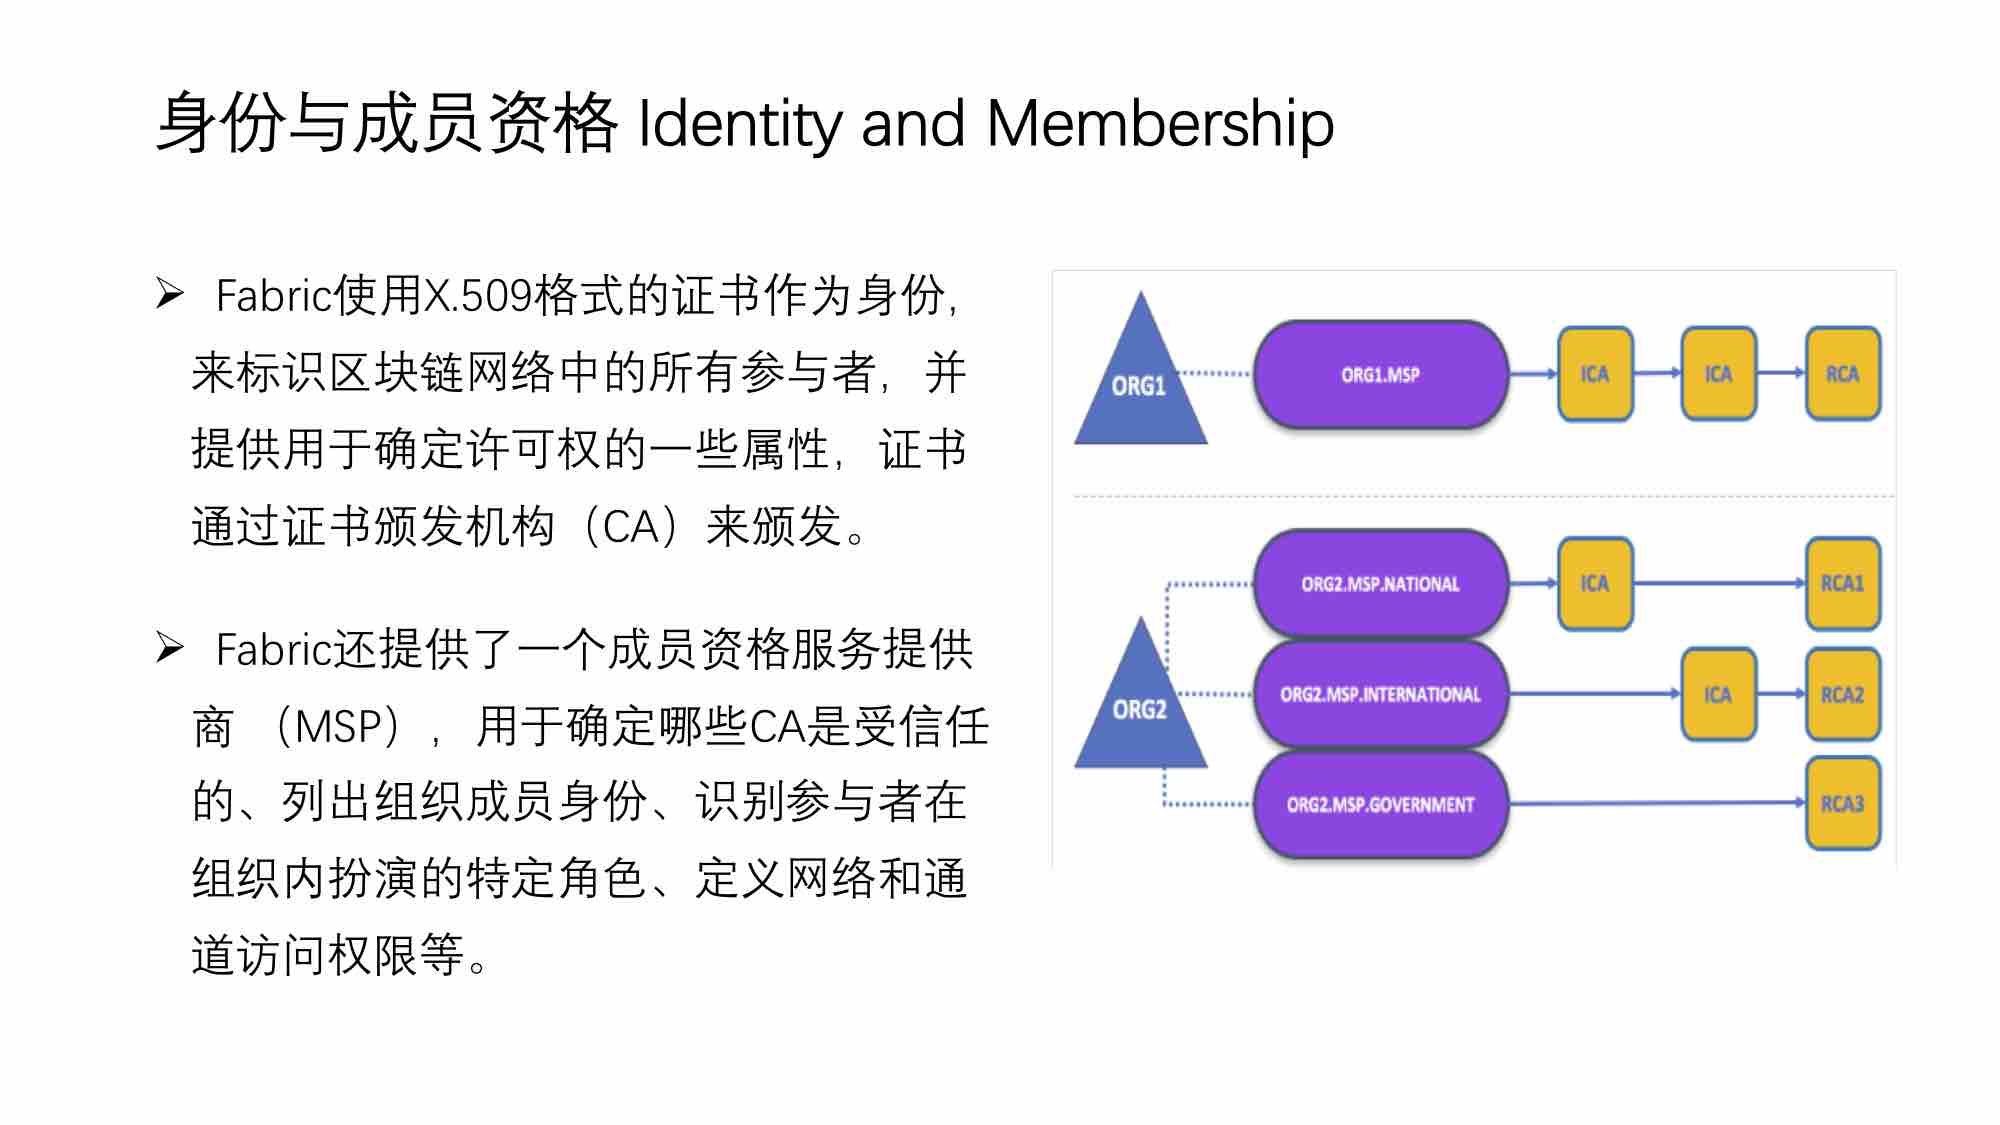 身份与成员资格 Identity and Membership
Fabric使用X.509格式的证书作为身份，
来标识区块链网络中的所有参与者，并
提供用于确定许可权的一些属性，证书
通过证书颁发机构（CA）来颁发。
Fabric还提供了一个成员资格服务提供
商 （MSP），用于确定哪些CA是受信任
的、列出组织成员身份、识别参与者在
组织内扮演的特定角色、定义网络和通
道访问权限等。
ORG1
ORG1.MSP
ICA
ICA
RCA
ORG2
ORG2.MSP.NATIONAL
ICA
RCA1
ORG2.MSP.INTERNATIONAL
ICA
RCA2
ORG2.MSP.GOVERNMENT
RCA3